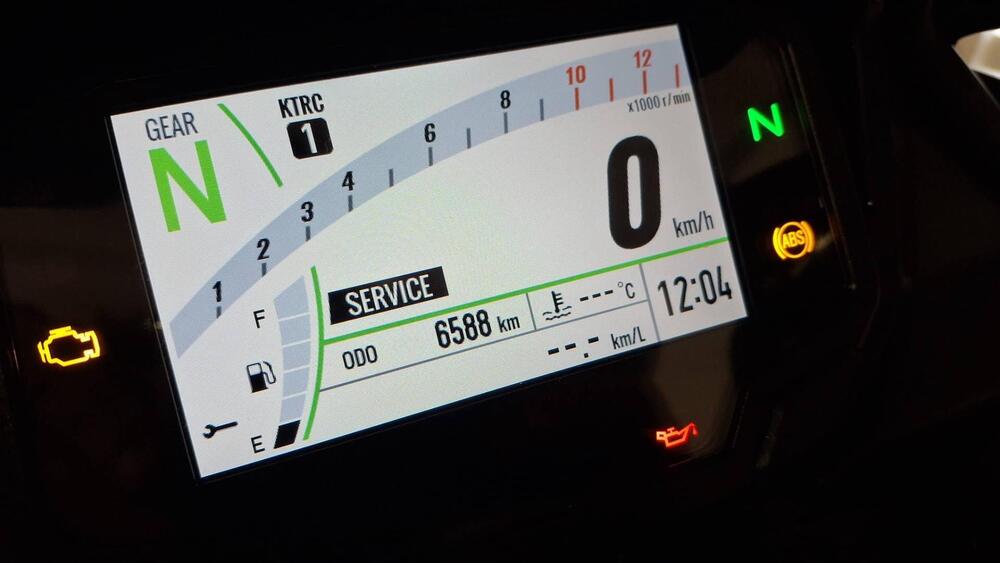 GEAR
N
KTRC
1
1
2
3
4
6
8
10
12
x1000 r/min
0
km/h
N
ABS
SERVICE
F
E
ODO
6588 km
---°C
12:04
--.- km/L